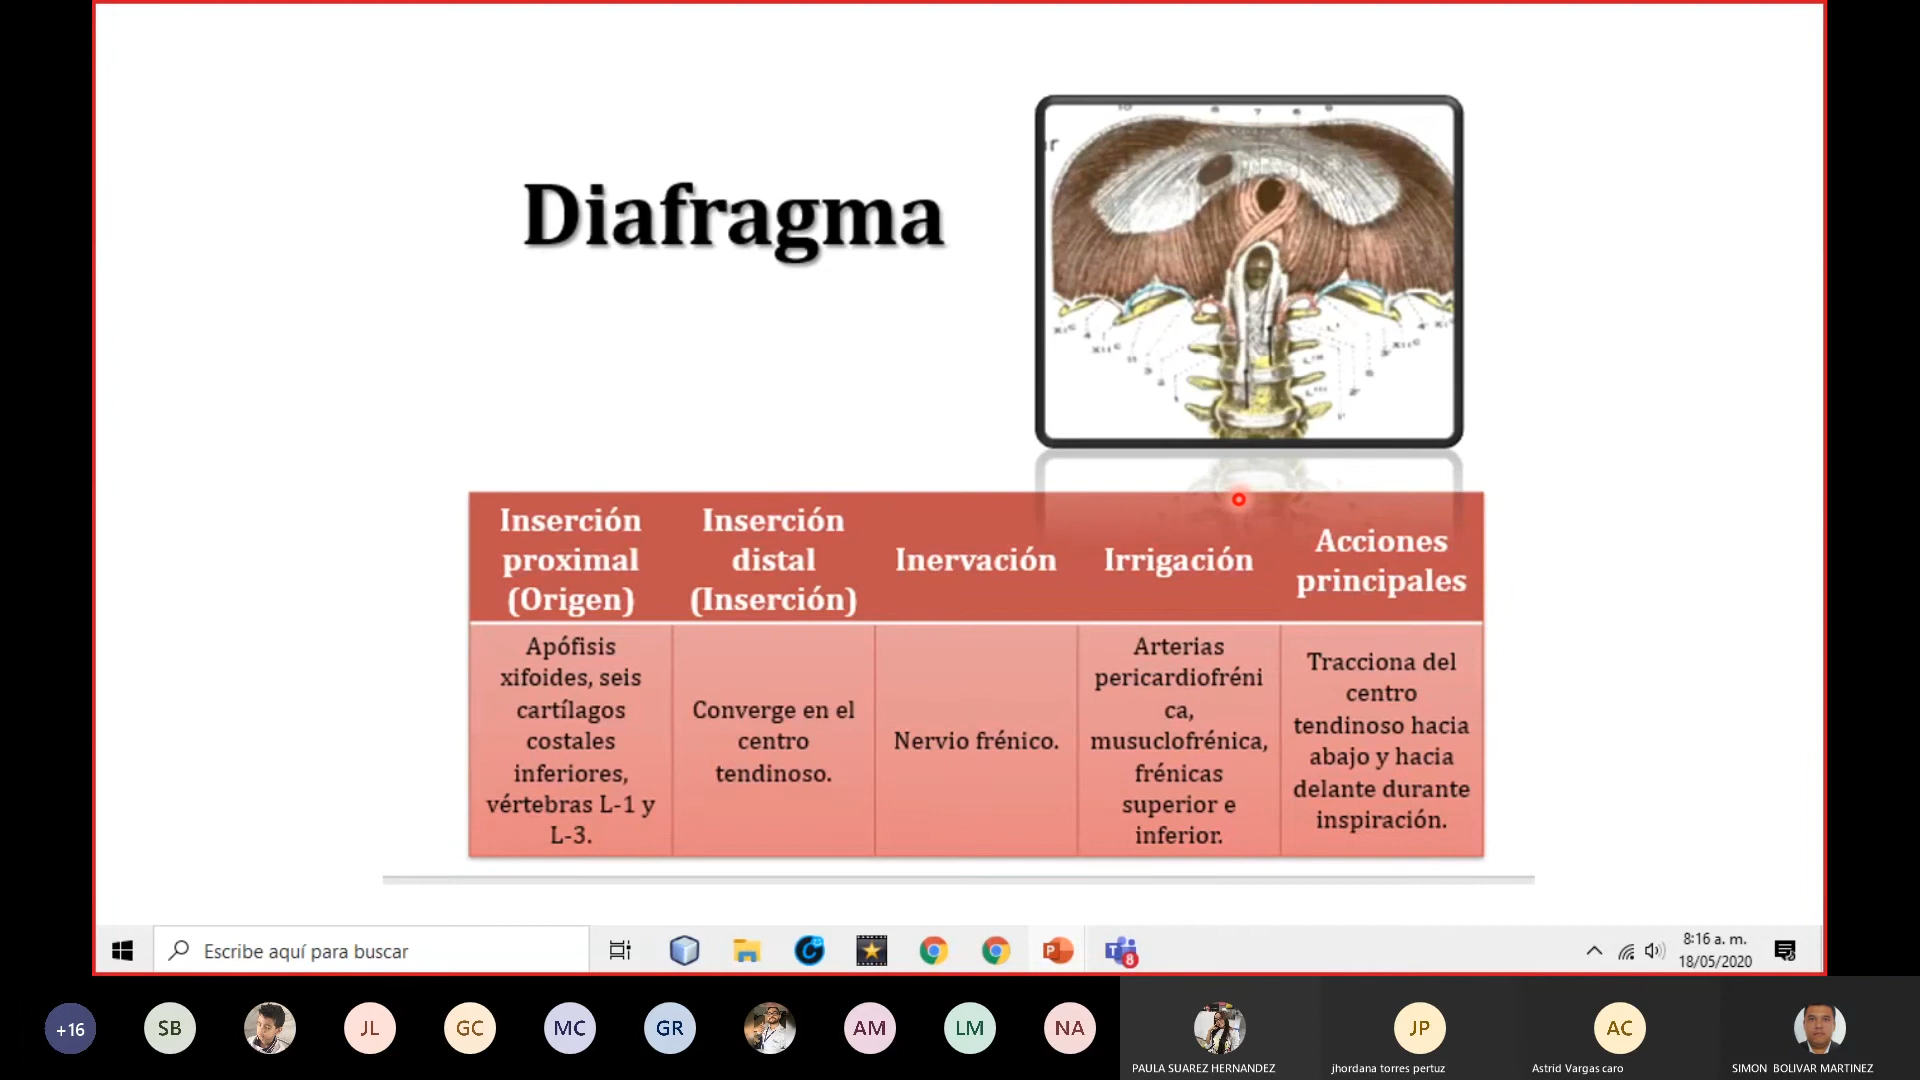 Diafragma
Inserción
proximal
(Origen)
Inserción
distal
(Inserción)
Inervación
Irrigación
Acciones
principales
Apófisis
xifoides, seis
cartílagos
costales
inferiores,
vértebras L-1 y
L-3.
Converge en el
centro
tendinoso.
Nervio frénico.
Arterias
pericardiofréni
ca,
musuclofrénica,
frénicas
superior e
inferior.
Tracciona del
centro
tendinoso hacia
abajo y hacia
delante durante
inspiración.
Escribe aquí para buscar
8
8:16 a. m.
18/05/2020
+16
SB
JL
GC
MC
GR
AM
LM
NA
PAULA SUAREZ HERNANDEZ
JP
jhordana torres pertuz
AC
Astrid Vargas caro
SIMON BOLIVAR MARTINEZ